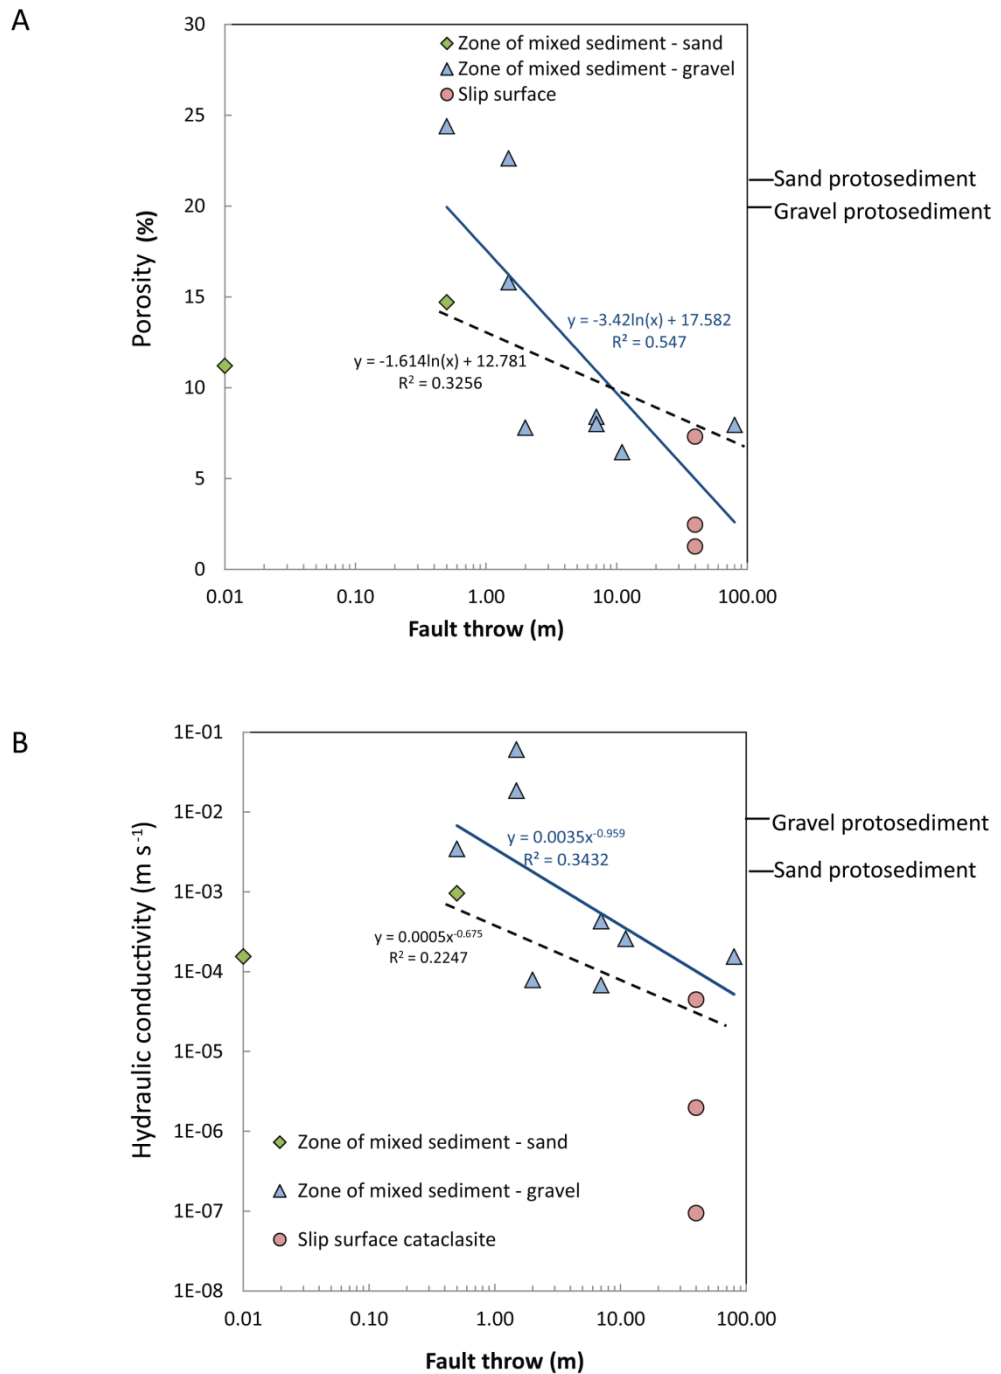 A
30
Zone of mixed sediment - sand
Zone of mixed sediment - gravel
Slip surface
25
Sand protosediment
20
Gravel protosediment
Porosity (%)
15
y = -3.42ln(x) + 17.582
R² = 0.547
y = -1.614ln(x) + 12.781
R² = 0.3256
10
5
0
0.01 0.10 1.00 10.00 100.00
Fault throw (m)
B
1E-01
1E-02
Gravel protosediment
y = 0.0035x^-0.959
R² = 0.3432
Sand protosediment
1E-03
y = 0.0005x^-0.675
R² = 0.2247
1E-04
Hydraulic conductivity (m s⁻¹)
1E-05
1E-06
Zone of mixed sediment - sand
Zone of mixed sediment - gravel
1E-07
Slip surface cataclasite
1E-08
0.01 0.10 1.00 10.00 100.00
Fault throw (m)